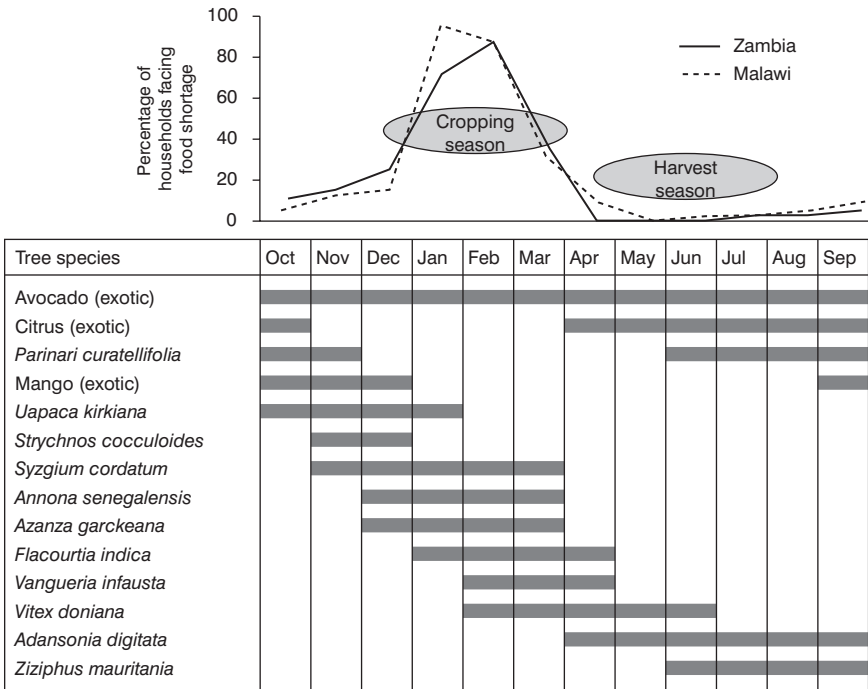 100
80
60
40
20
0
Percentage of
households facing
food shortage
Zambia
Malawi
Cropping
season
Harvest
season
Tree species Oct Nov Dec Jan Feb Mar Apr May Jun Jul Aug Sep
Avocado (exotic)
Citrus (exotic)
Parinari curatellifolia
Mango (exotic)
Uapaca kirkiana
Strychnos cocculoides
Syzgium cordatum
Annona senegalensis
Azanza garckeana
Flacourtia indica
Vangueria infausta
Vitex doniana
Adansonia digitata
Ziziphus mauritania